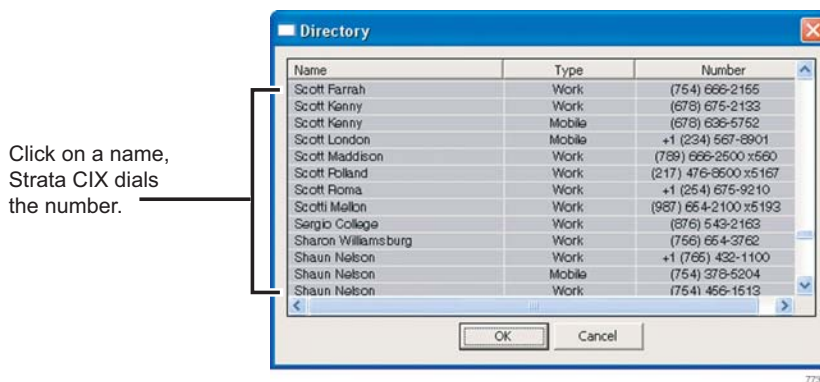 Directory
Name Type Number
Scott Farrah Work (754) 666-2155
Scott Kenny Work (678) 675-2133
Scott Kenny Mobile (678) 636-5752
Scott London Mobile +1 (234) 567-8901
Scott Maddison Work (789) 666-2500 x560
Scott Polland Work (217) 476-8500 x5167
Scott Roma Work +1 (254) 675-9210
Scotti Mellon Work (987) 654-2100 x5193
Sergio College Work (876) 543-2163
Sharon Williamsburg Work (756) 654-3762
Shaun Nelson Work +1 (765) 432-1100
Shaun Nelson Mobile (754) 378-5204
Shaun Nelson Work (754) 456-1513
OK Cancel
Click on a name,
Strata CIX dials
the number.